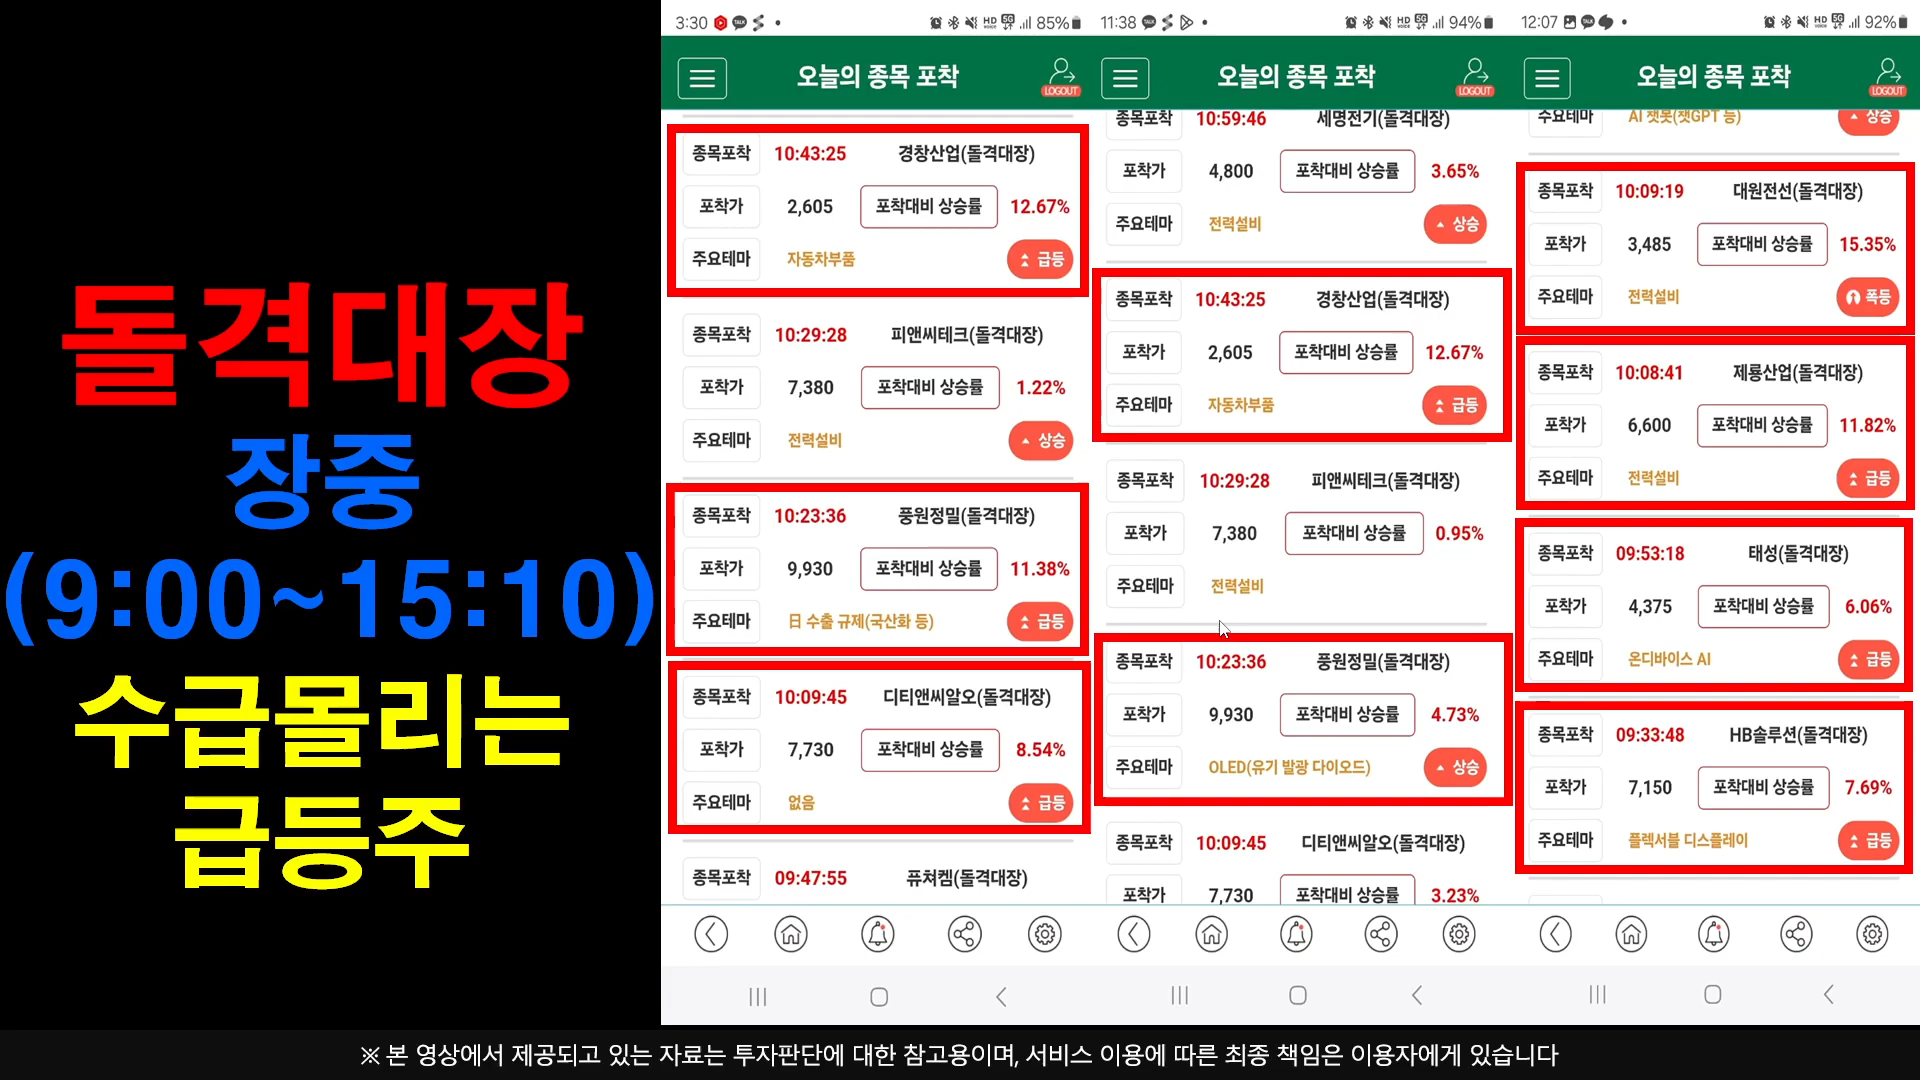 돌격대장
장중
(9:00~15:10)
수급몰리는
급등주
3:30
85%
오늘의 종목 포착
LOGOUT
종목포착 10:43:25 경창산업(돌격대장)
포착가 2,605 포착대비 상승률 12.67%
주요테마 자동차부품 급등
종목포착 10:29:28 피앤씨테크(돌격대장)
포착가 7,380 포착대비 상승률 1.22%
주요테마 전력설비 상승
종목포착 10:23:36 풍원정밀(돌격대장)
포착가 9,930 포착대비 상승률 11.38%
주요테마 日 수출 규제(국산화 등) 급등
종목포착 10:09:45 디티앤씨알오(돌격대장)
포착가 7,730 포착대비 상승률 8.54%
주요테마 없음 급등
종목포착 09:47:55 퓨쳐켐(돌격대장)
11:38
94%
오늘의 종목 포착
LOGOUT
종목포착 10:59:46 세명전기(돌격대장)
포착가 4,800 포착대비 상승률 3.65%
주요테마 전력설비 상승
종목포착 10:43:25 경창산업(돌격대장)
포착가 2,605 포착대비 상승률 12.67%
주요테마 자동차부품 급등
종목포착 10:29:28 피앤씨테크(돌격대장)
포착가 7,380 포착대비 상승률 0.95%
주요테마 전력설비
종목포착 10:23:36 풍원정밀(돌격대장)
포착가 9,930 포착대비 상승률 4.73%
주요테마 OLED(유기 발광 다이오드) 상승
종목포착 10:09:45 디티앤씨알오(돌격대장)
포착가 7,730 포착대비 상승률 3.23%
12:07
92%
오늘의 종목 포착
LOGOUT
주요테마 AI 챗봇(챗GPT 등) 상승
종목포착 10:09:19 대원전선(돌격대장)
포착가 3,485 포착대비 상승률 15.35%
주요테마 전력설비 폭등
종목포착 10:08:41 제룡산업(돌격대장)
포착가 6,600 포착대비 상승률 11.82%
주요테마 전력설비 급등
종목포착 09:53:18 태성(돌격대장)
포착가 4,375 포착대비 상승률 6.06%
주요테마 온디바이스 AI 급등
종목포착 09:33:48 HB솔루션(돌격대장)
포착가 7,150 포착대비 상승률 7.69%
주요테마 플렉서블 디스플레이 급등
※ 본 영상에서 제공되고 있는 자료는 투자판단에 대한 참고용이며, 서비스 이용에 따른 최종 책임은 이용자에게 있습니다